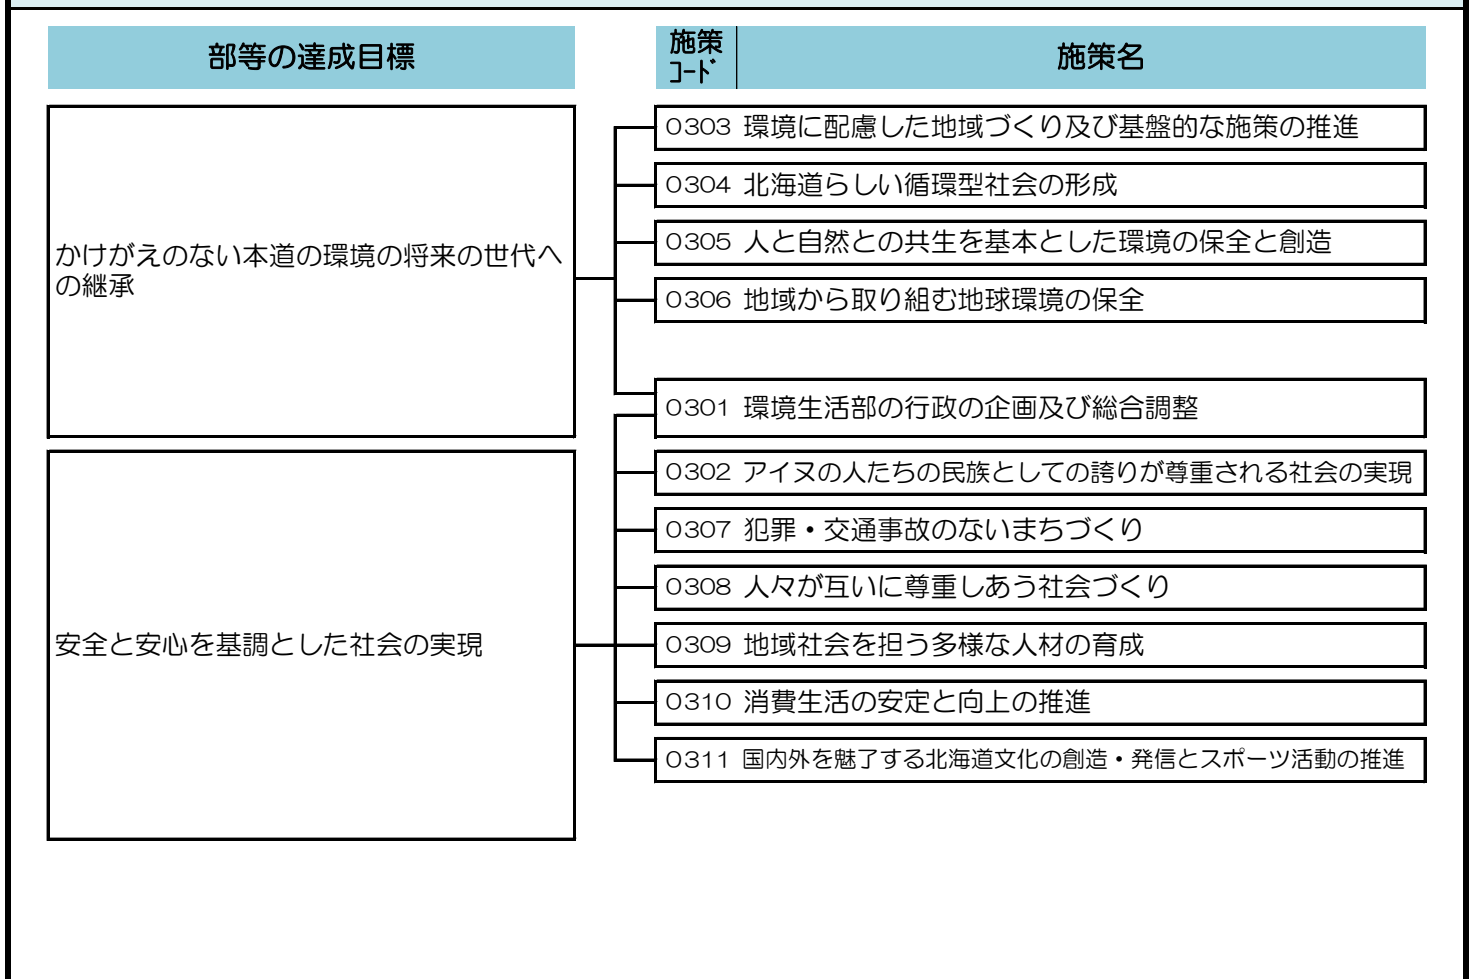 部等の達成目標
施策
ｺｰﾄﾞ
施策名
かけがえのない本道の環境の将来の世代へ
の継承
0303 環境に配慮した地域づくり及び基盤的な施策の推進
0304 北海道らしい循環型社会の形成
0305 人と自然との共生を基本とした環境の保全と創造
0306 地域から取り組む地球環境の保全
0301 環境生活部の行政の企画及び総合調整
安全と安心を基調とした社会の実現
0302 アイヌの人たちの民族としての誇りが尊重される社会の実現
0307 犯罪・交通事故のないまちづくり
0308 人々が互いに尊重しあう社会づくり
0309 地域社会を担う多様な人材の育成
0310 消費生活の安定と向上の推進
0311 国内外を魅了する北海道文化の創造・発信とスポーツ活動の推進